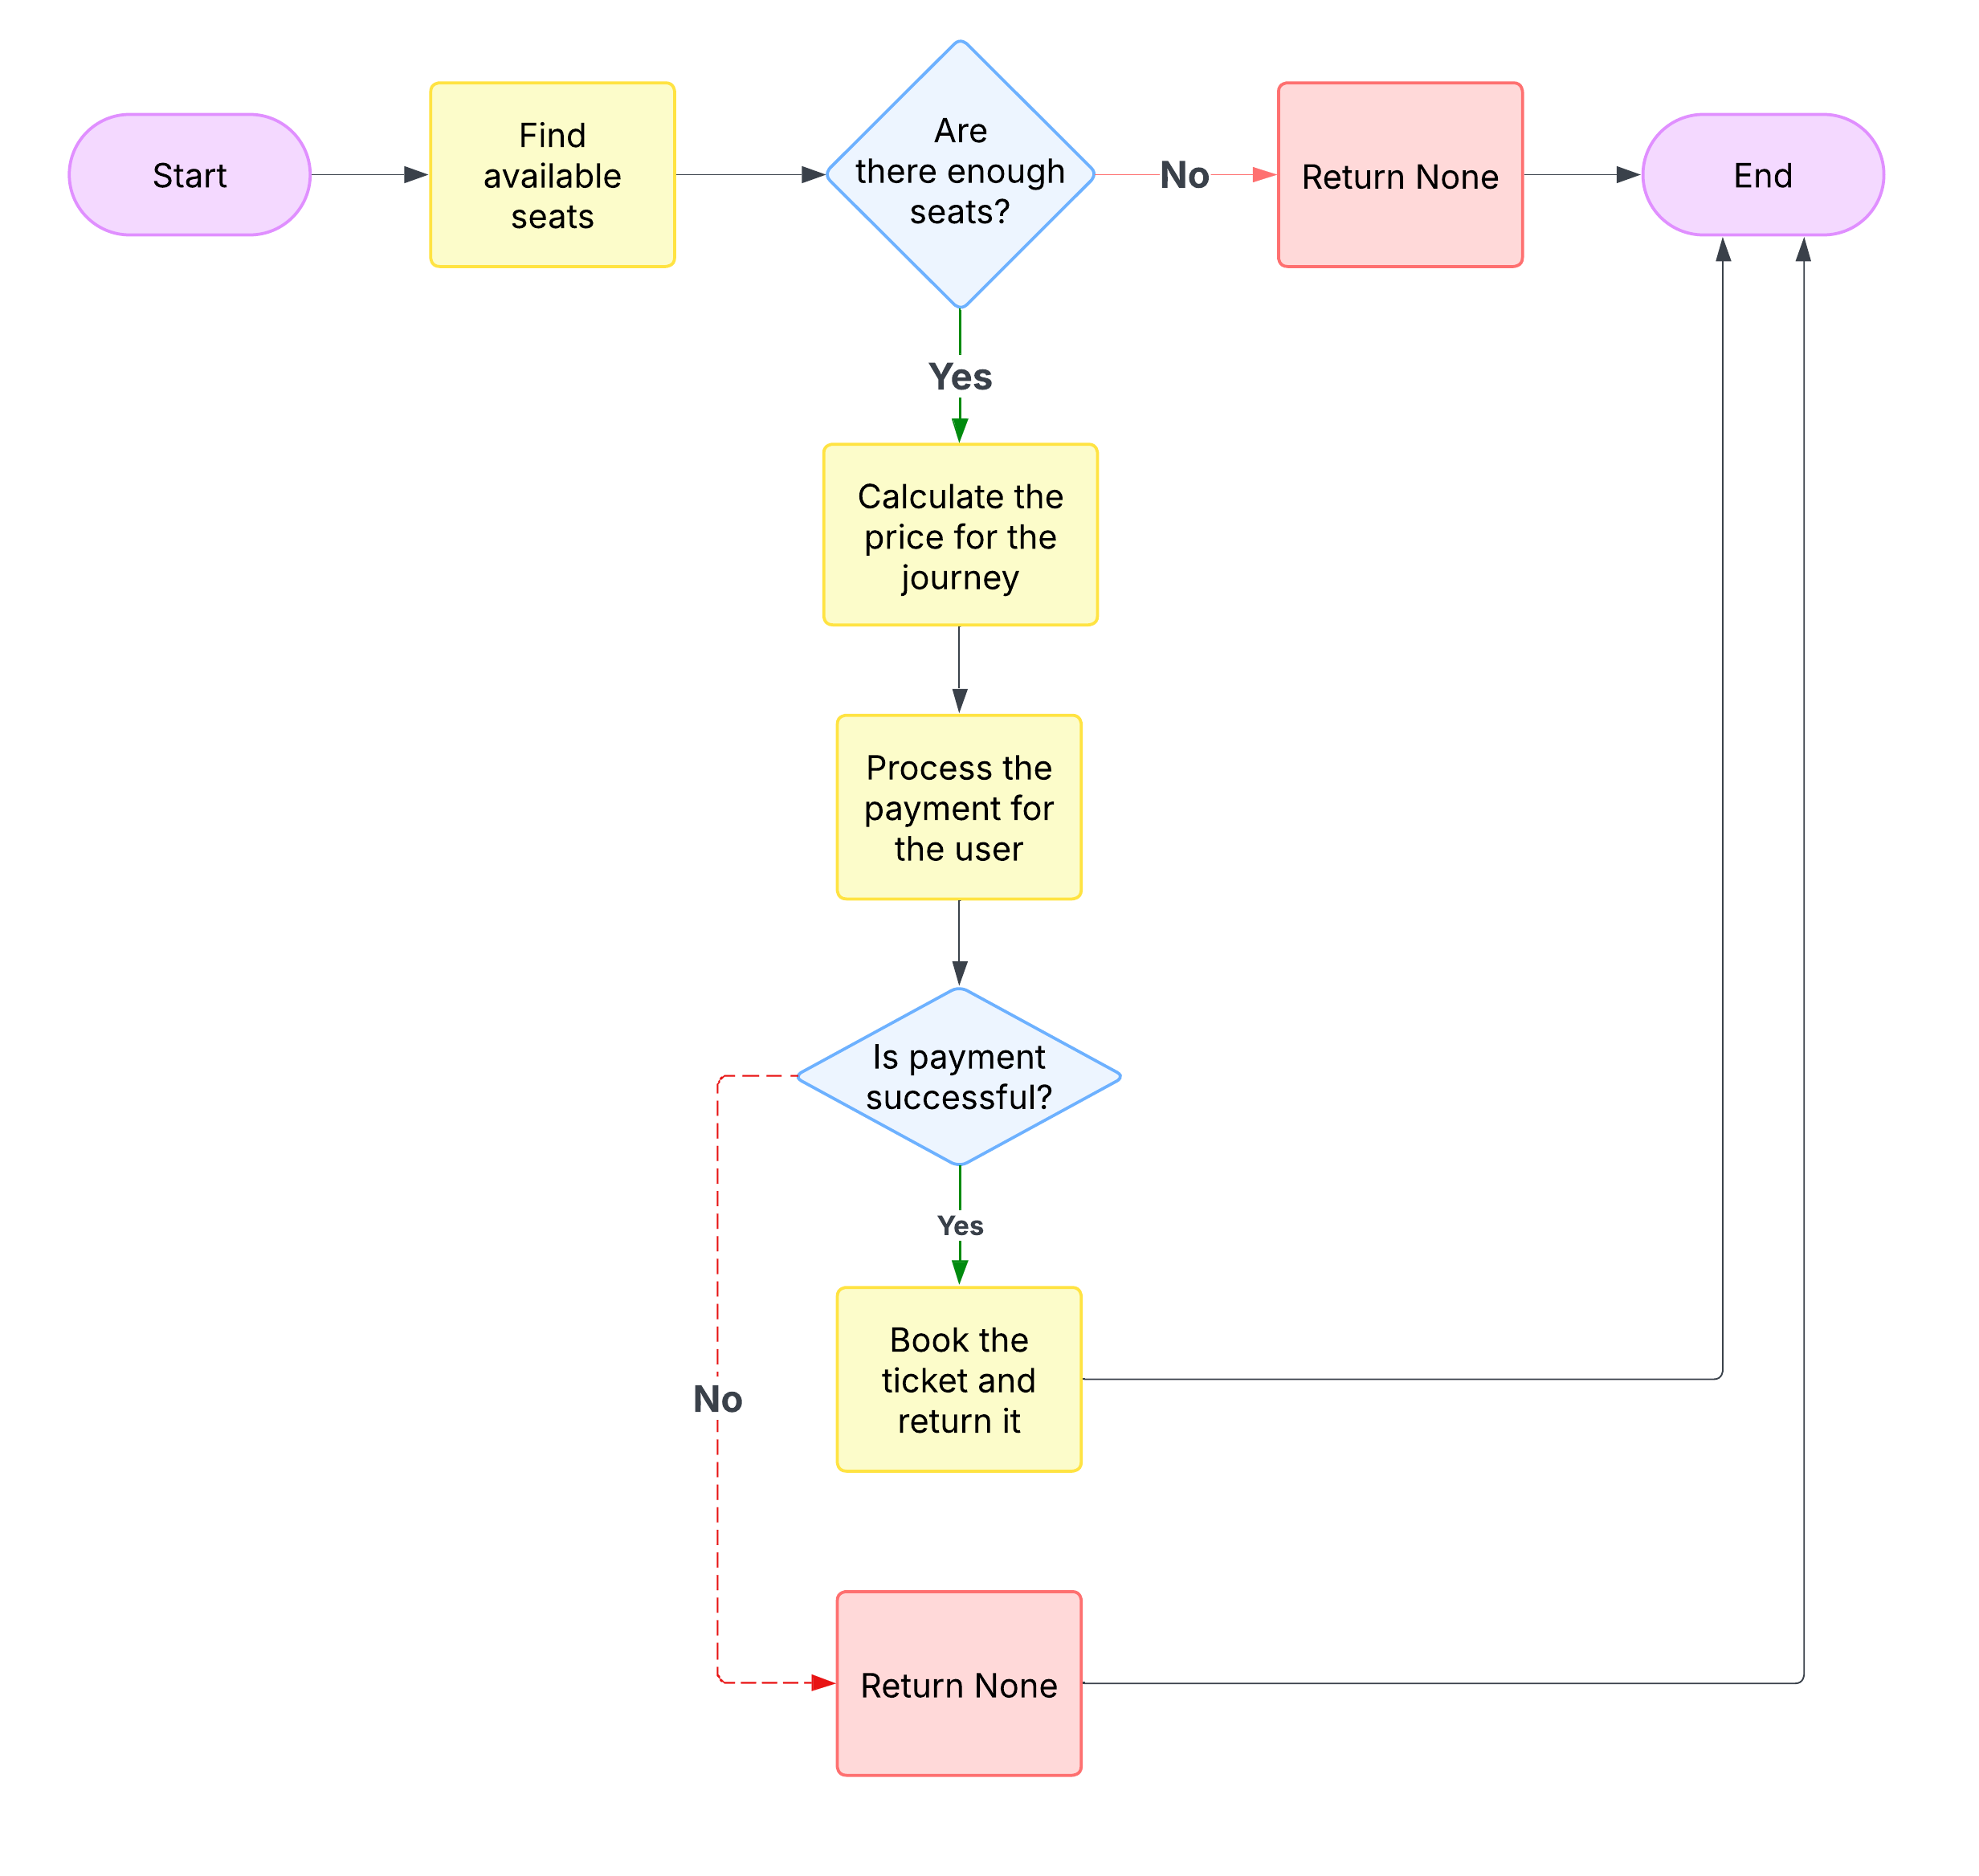 Start
Find
available
seats
Are
there enough
seats?
No
Return None
End
Yes
Calculate the
price for the
journey
Process the
payment for
the user
Is payment
successful?
Yes
Book the
ticket and
return it
No
Return None